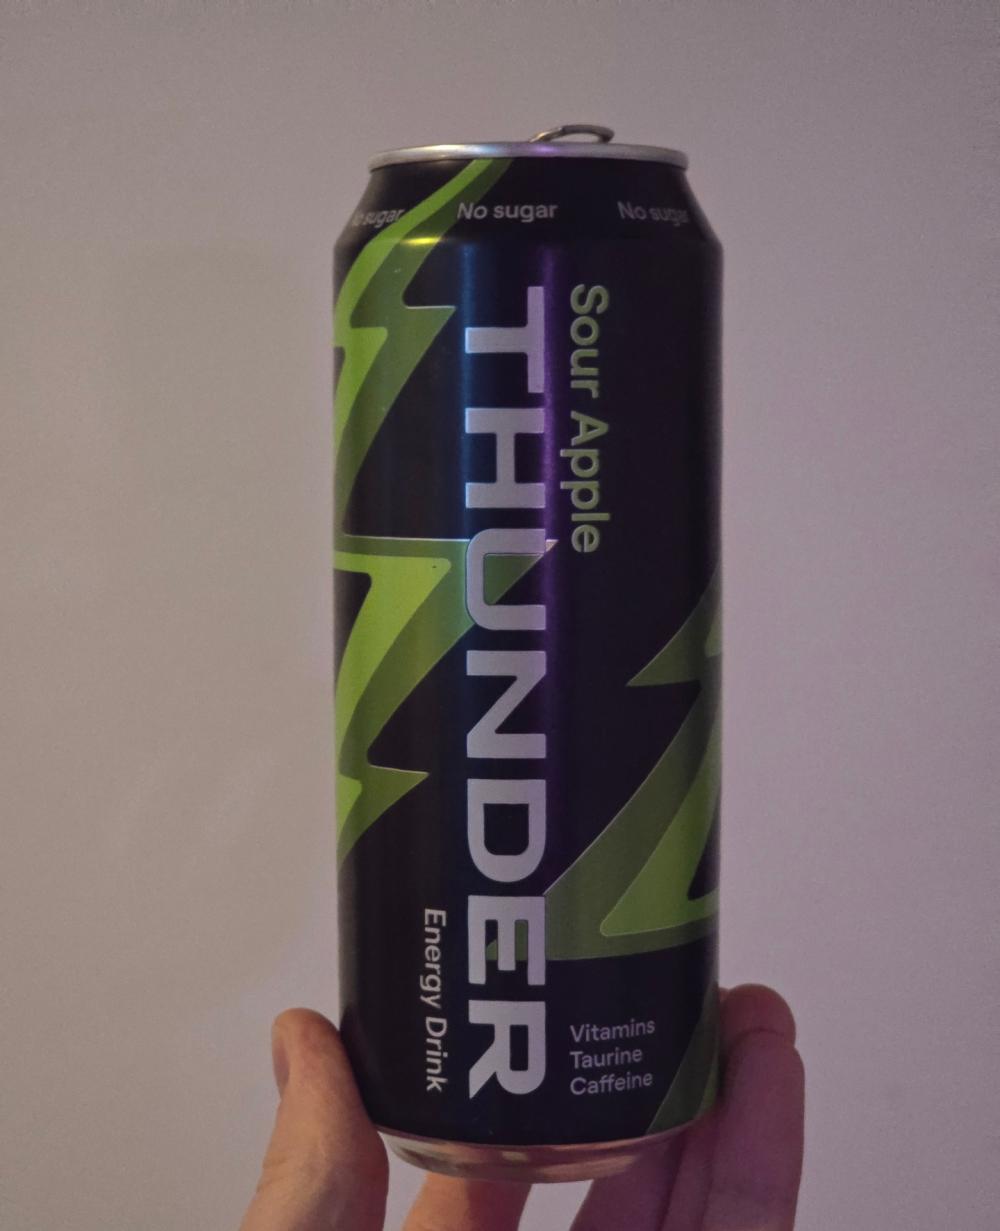 No sugar
No sugar
No sugar
Sour Apple
THUNDER
Energy Drink
Vitamins
Taurine
Caffeine